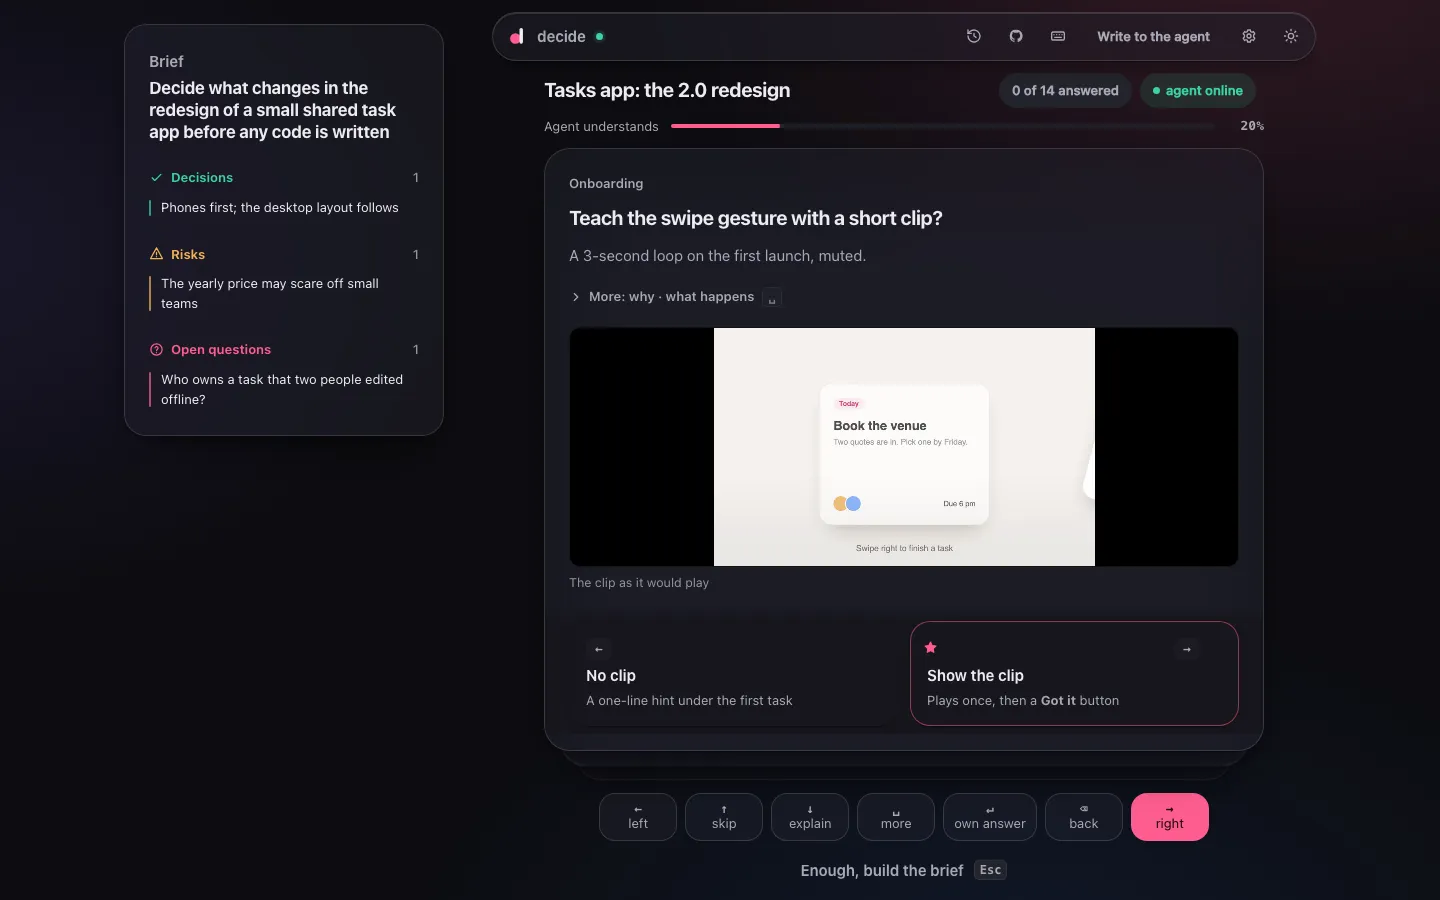 Brief
Decide what changes in the
redesign of a small shared task
app before any code is written
Decisions 1
Phones first; the desktop layout follows
Risks 1
The yearly price may scare off small
teams
Open questions 1
Who owns a task that two people edited
offline?
decide
Write to the agent
Tasks app: the 2.0 redesign
0 of 14 answered
agent online
Agent understands
20%
Onboarding
Teach the swipe gesture with a short clip?
A 3-second loop on the first launch, muted.
More: why · what happens ␣
Today
Book the venue
Two quotes are in. Pick one by Friday.
Due 6 pm
Swipe right to finish a task
The clip as it would play
←
No clip
A one-line hint under the first task
→
Show the clip
Plays once, then a Got it button
← left
↑ skip
↓ explain
␣ more
↵ own answer
⌫ back
→ right
Enough, build the brief Esc